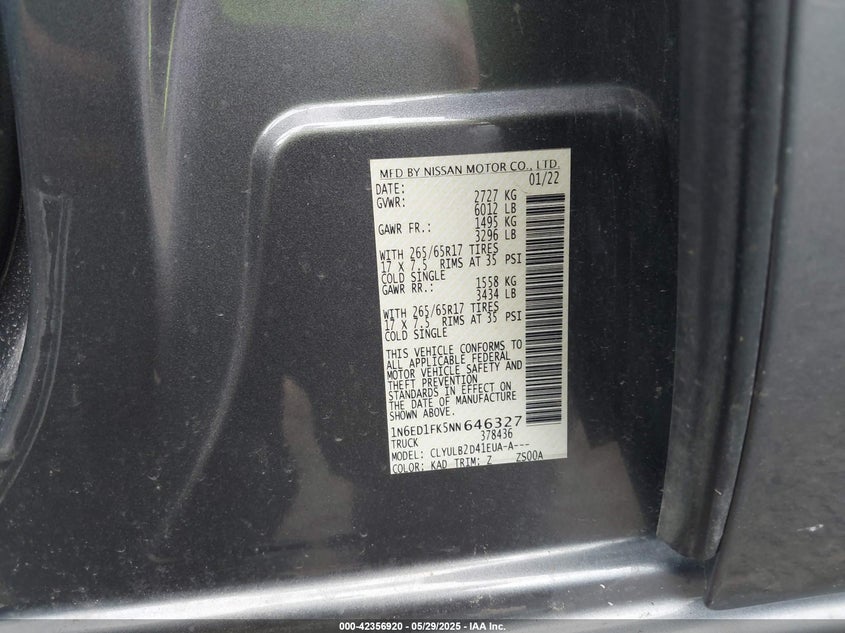 MFD BY NISSAN MOTOR CO., LTD.
DATE: 01/22
GVWR: 2727 KG
6012 LB
GAWR FR.: 1495 KG
3296 LB
WITH 265/65R17 TIRES
17 X 7.5 RIMS AT 35 PSI
COLD SINGLE
GAWR RR.: 1558 KG
3434 LB
WITH 265/65R17 TIRES
17 X 7.5 RIMS AT 35 PSI
COLD SINGLE
THIS VEHICLE CONFORMS TO
ALL APPLICABLE FEDERAL
MOTOR VEHICLE SAFETY AND
THEFT PREVENTION
STANDARDS IN EFFECT ON
THE DATE OF MANUFACTURE
SHOWN ABOVE.
1N6ED1FK5NN646327
TRUCK 378436
MODEL: CLYULB2D41EUA-A---
COLOR: KAD TRIM: Z ZS00A
000-42356920 - 05/29/2025 - IAA Inc.